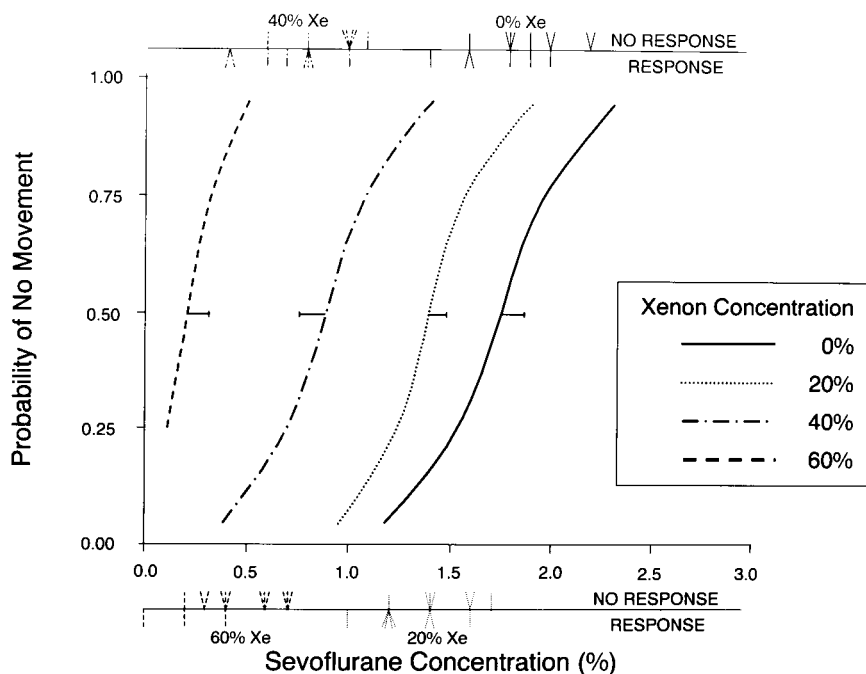 40% Xe 0% Xe
NO RESPONSE
RESPONSE
1.00
0.75
0.50
0.25
0.00
Probability of No Movement
0.0 0.5 1.0 1.5 2.0 2.5 3.0
Xenon Concentration
0%
20%
40%
60%
NO RESPONSE
60% Xe 20% Xe RESPONSE
Sevoflurane Concentration (%)